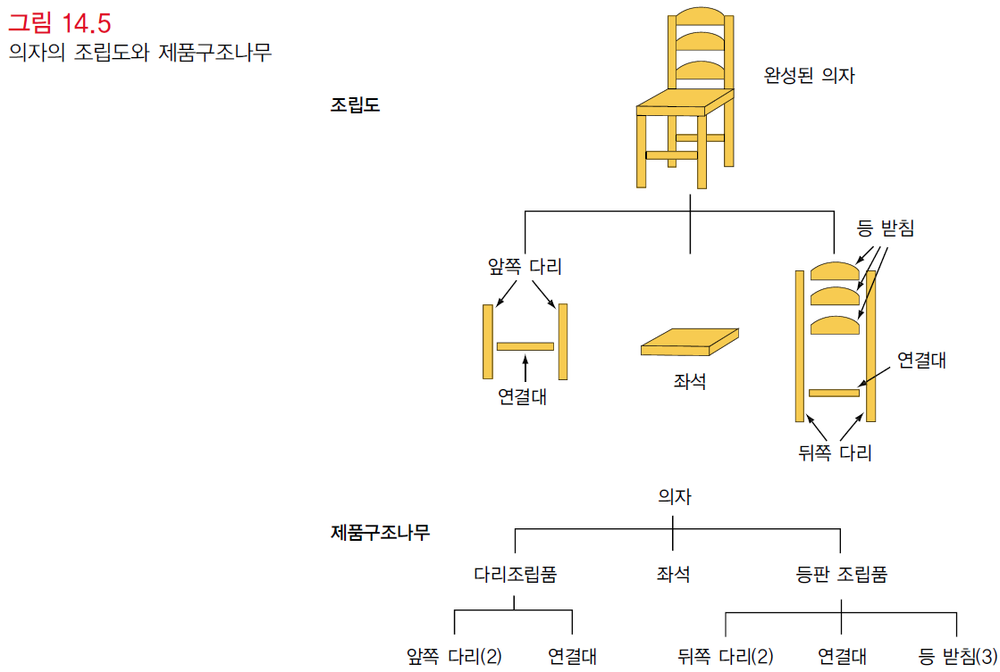 그림 14.5
의자의 조립도와 제품구조나무
완성된 의자
조립도
등 받침
앞쪽 다리
연결대
좌석
연결대
뒤쪽 다리
의자
제품구조나무
다리조립품 좌석 등판 조립품
앞쪽 다리(2) 연결대 뒤쪽 다리(2) 연결대 등 받침(3)